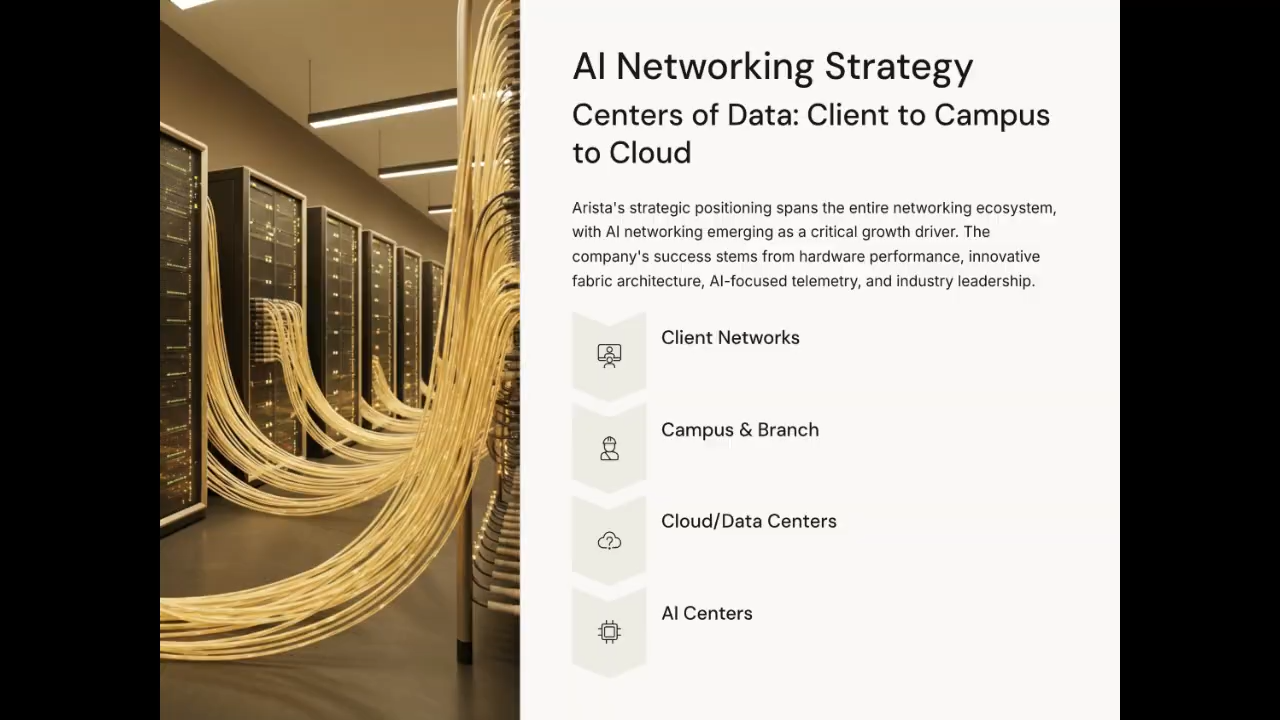 AI Networking Strategy
Centers of Data: Client to Campus
to Cloud
Arista's strategic positioning spans the entire networking ecosystem,
with AI networking emerging as a critical growth driver. The
company's success stems from hardware performance, innovative
fabric architecture, AI-focused telemetry, and industry leadership.
Client Networks
Campus & Branch
Cloud/Data Centers
AI Centers